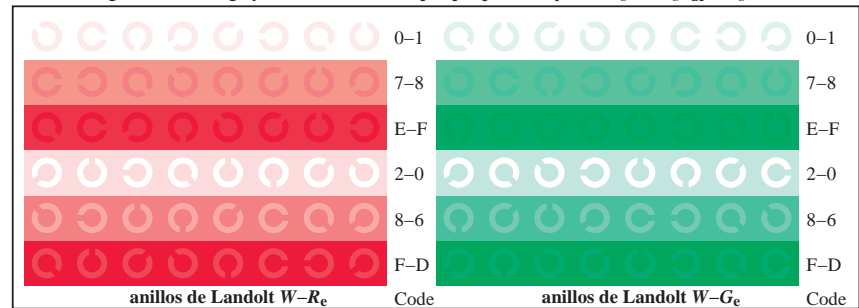 0–1 0–1
7–8 7–8
E–F E–F
2–0 2–0
8–6 8–6
F–D F–D
anillos de Landolt W–Re Code anillos de Landolt W–Ge Code